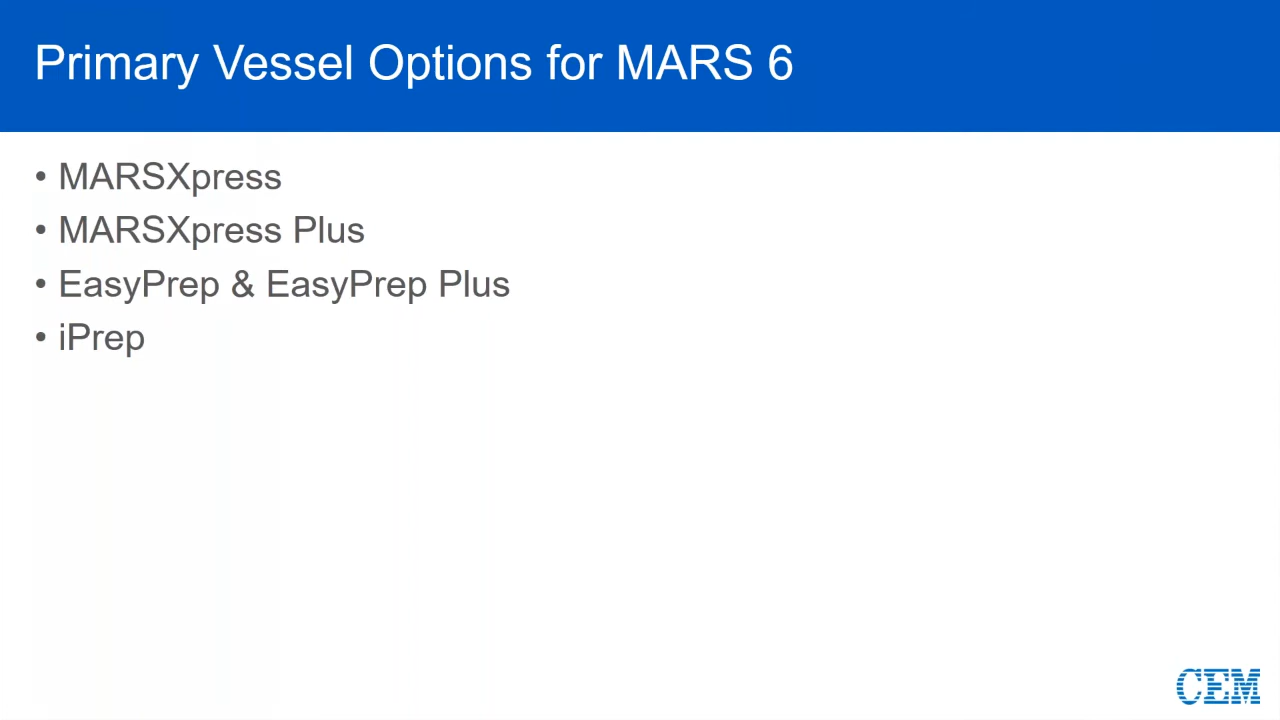 Primary Vessel Options for MARS 6
• MARSXpress
• MARSXpress Plus
• EasyPrep & EasyPrep Plus
• iPrep
CEM